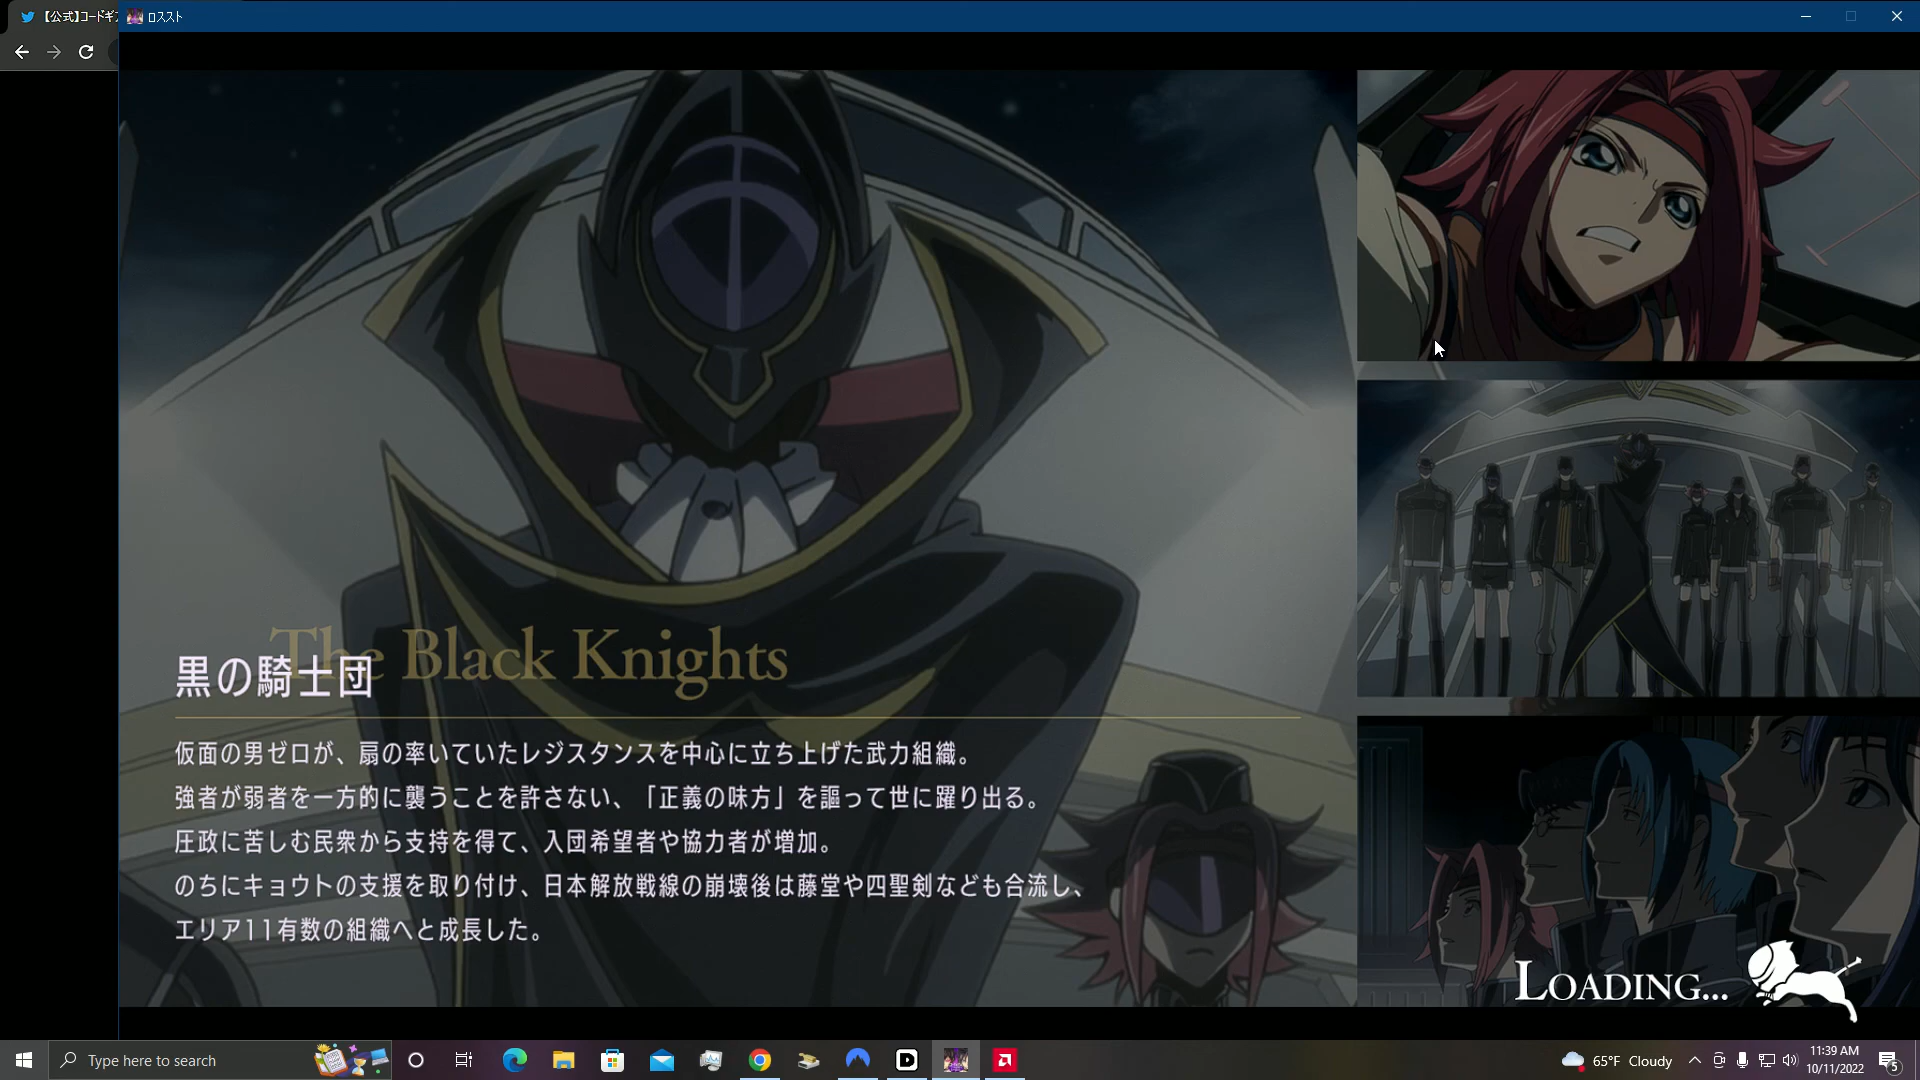 【公式】コードギ
ロススト
The Black Knights
黒の騎士団
仮面の男ゼロが、扇の率いていたレジスタンスを中心に立ち上げた武力組織。
強者が弱者を一方的に襲うことを許さない、「正義の味方」を謳って世に躍り出る。
圧政に苦しむ民衆から支持を得て、入団希望者や協力者が増加。
のちにキョウトの支援を取り付け、日本解放戦線の崩壊後は藤堂や四聖剣なども合流し、
エリア11有数の組織へと成長した。
LOADING...
Type here to search
65°F Cloudy
11:39 AM
10/11/2022
5